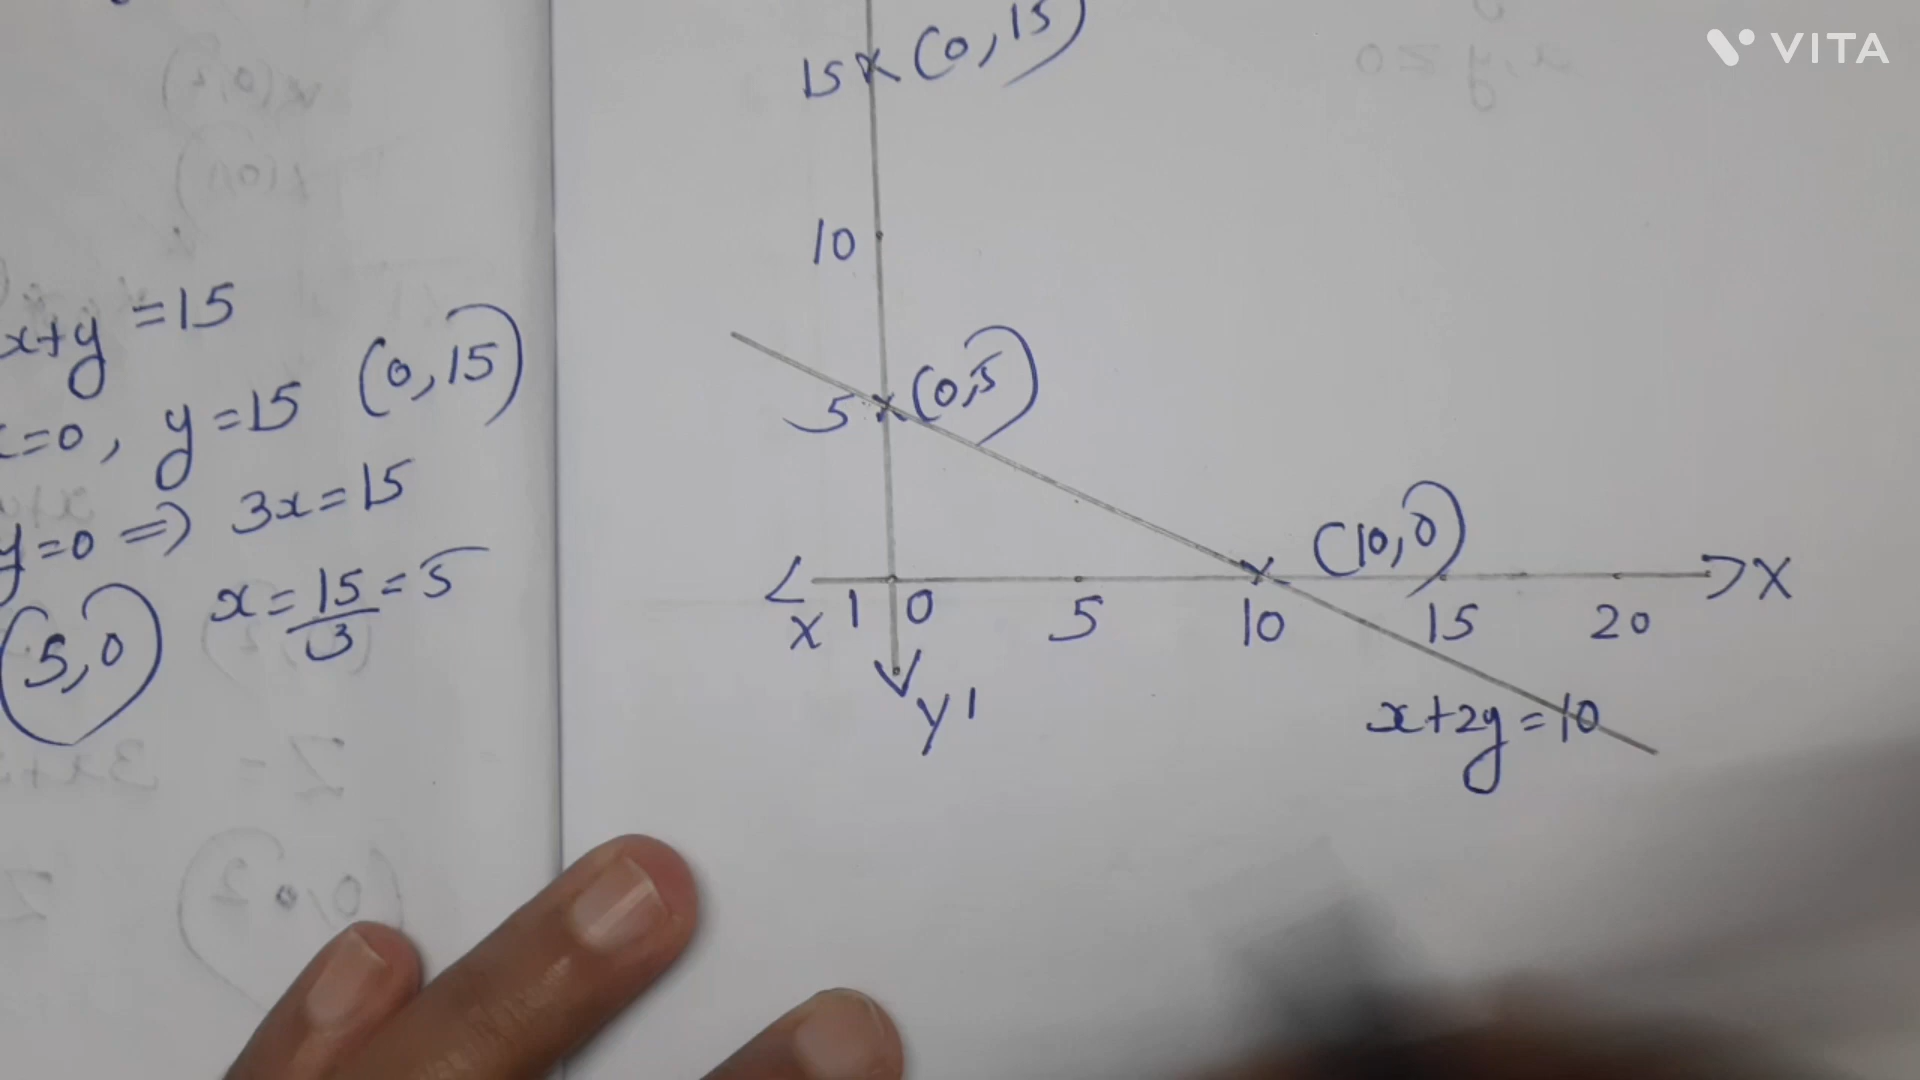 x+y =15
x=0, y=15 (0,15)
y=0 => 3x=15
x=15/3=5
(5,0)
15 (0,15)
10
5 (0,5)
(10,0)
X
X' 0 5 10 15 20
Y'
x+2y=10
VITA